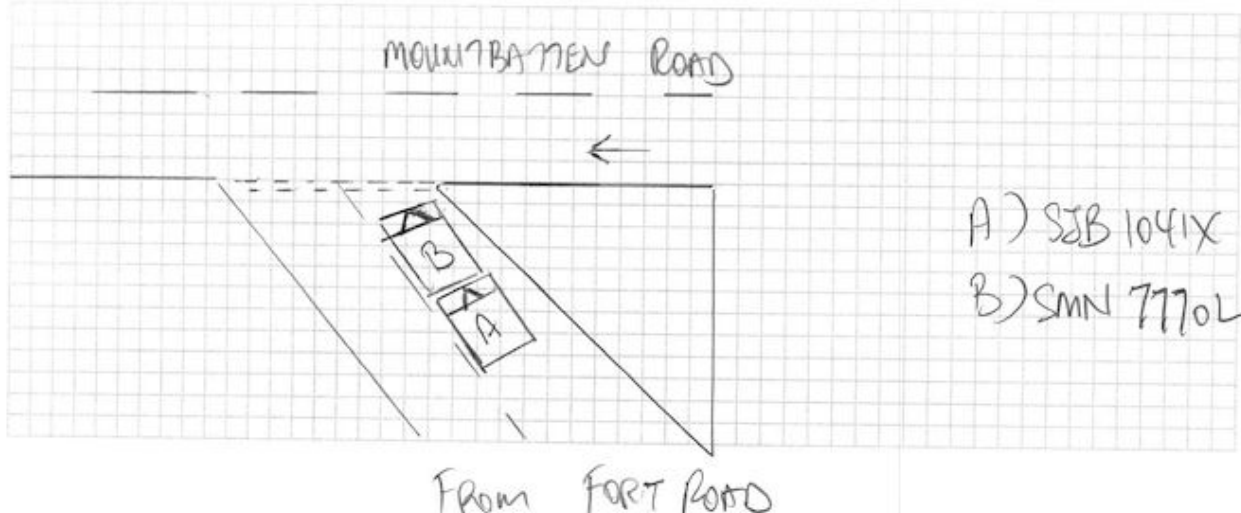 MOUNTBATTEN ROAD
A) SJB 1041X
B) SMN 7770L
B
A
FROM FORT ROAD